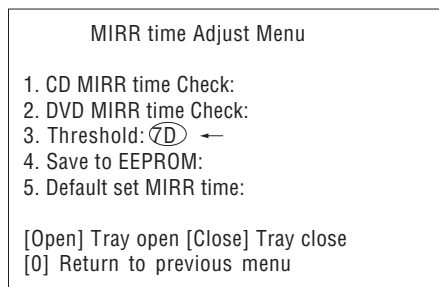 MIRR time Adjust Menu
1. CD MIRR time Check:
2. DVD MIRR time Check:
3. Threshold: 7D ←
4. Save to EEPROM:
5. Default set MIRR time:
[Open] Tray open [Close] Tray close
[0] Return to previous menu